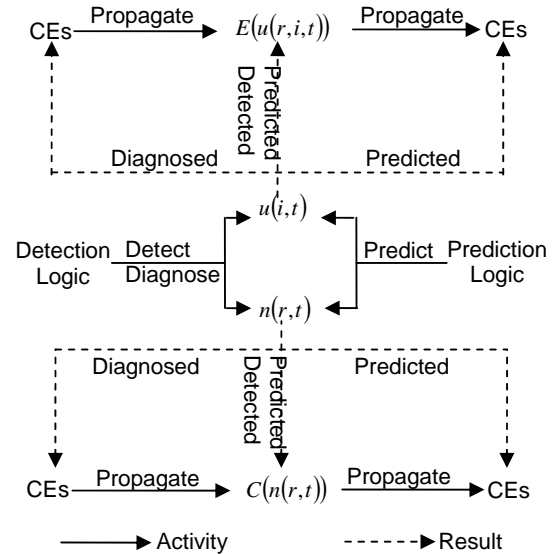 Propagate Propagate
CEs E(u(r,i,t)) CEs
Predicted
Detected
Diagnosed Predicted
u(i,t)
Detection Logic Detect Diagnose Predict Prediction Logic
n(r,t)
Diagnosed Predicted
Predicted
Detected
Propagate Propagate
CEs C(n(r,t)) CEs
Activity Result